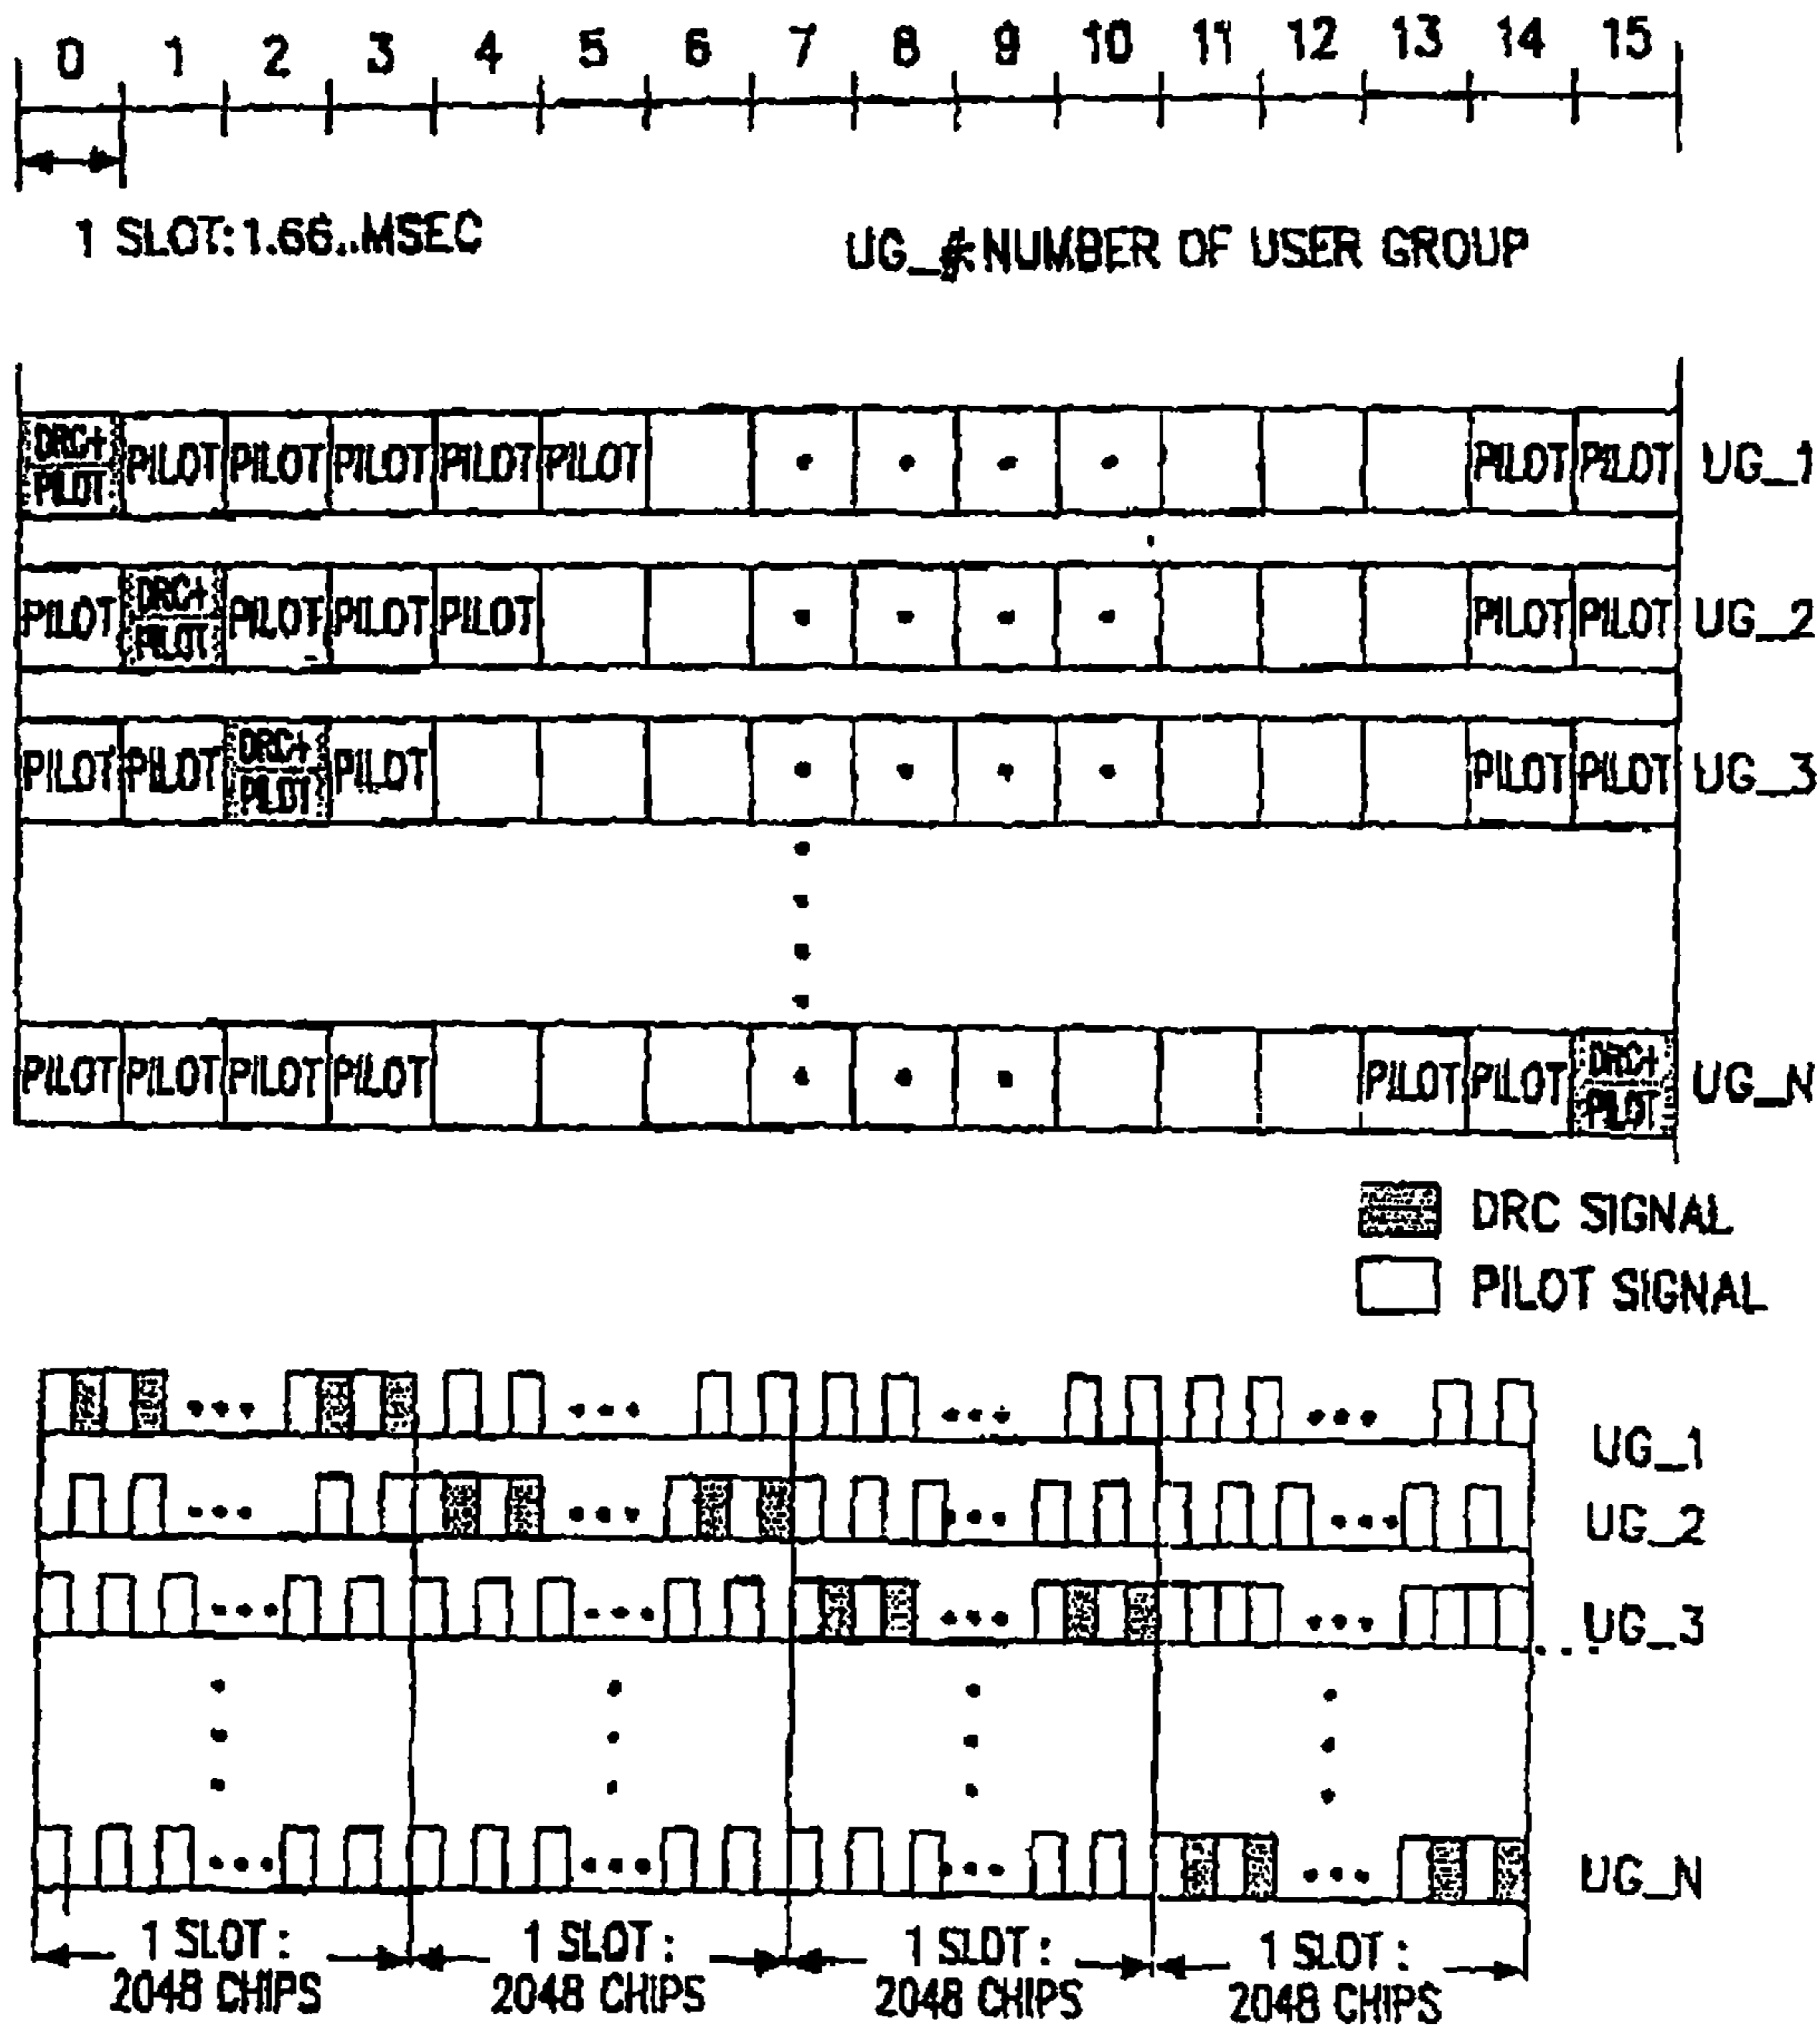 0 1 2 3 4 5 6 7 8 9 10 11 12 13 14 15
1 SLOT:1.66..MSEC
UG_#:NUMBER OF USER GROUP
DRC+ PILOT PILOT PILOT PILOT PILOT PILOT • • • • PILOT PILOT UG_1
PILOT DRC+ PILOT PILOT PILOT PILOT • • • • PILOT PILOT UG_2
PILOT PILOT DRC+ PILOT PILOT • • • • PILOT PILOT UG_3
PILOT PILOT PILOT PILOT • • • PILOT PILOT DRC+ PILOT UG_N
DRC SIGNAL
PILOT SIGNAL
••• ••• ••• ••• UG_1
••• ••• ••• ••• UG_2
••• ••• ••• ••• ... UG_3
••• ••• ••• ••• UG_N
1 SLOT : 1 SLOT : 1 SLOT : 1 SLOT :
2048 CHIPS 2048 CHIPS 2048 CHIPS 2048 CHIPS